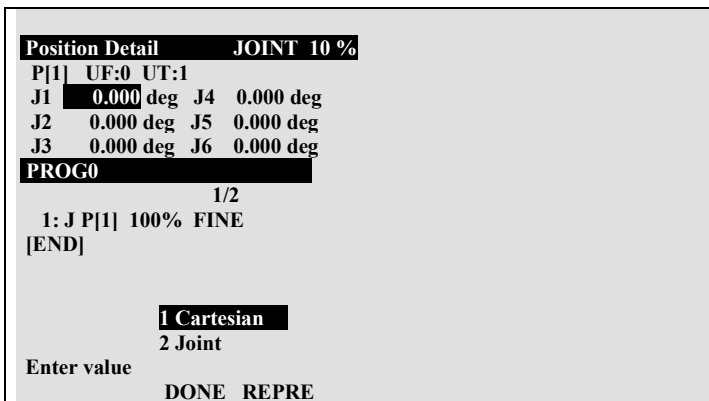 Position Detail JOINT 10 %
P[1] UF:0 UT:1
J1 0.000 deg J4 0.000 deg
J2 0.000 deg J5 0.000 deg
J3 0.000 deg J6 0.000 deg
PROG0
1/2
1: J P[1] 100% FINE
[END]
1 Cartesian
2 Joint
Enter value
DONE REPRE